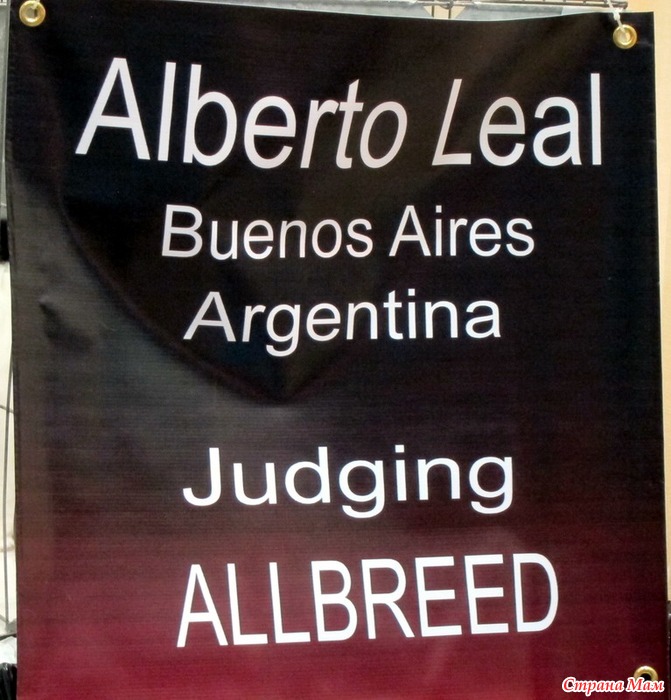 Alberto Leal
Buenos Aires
Argentina
Judging
ALLBREED
Страна Мам